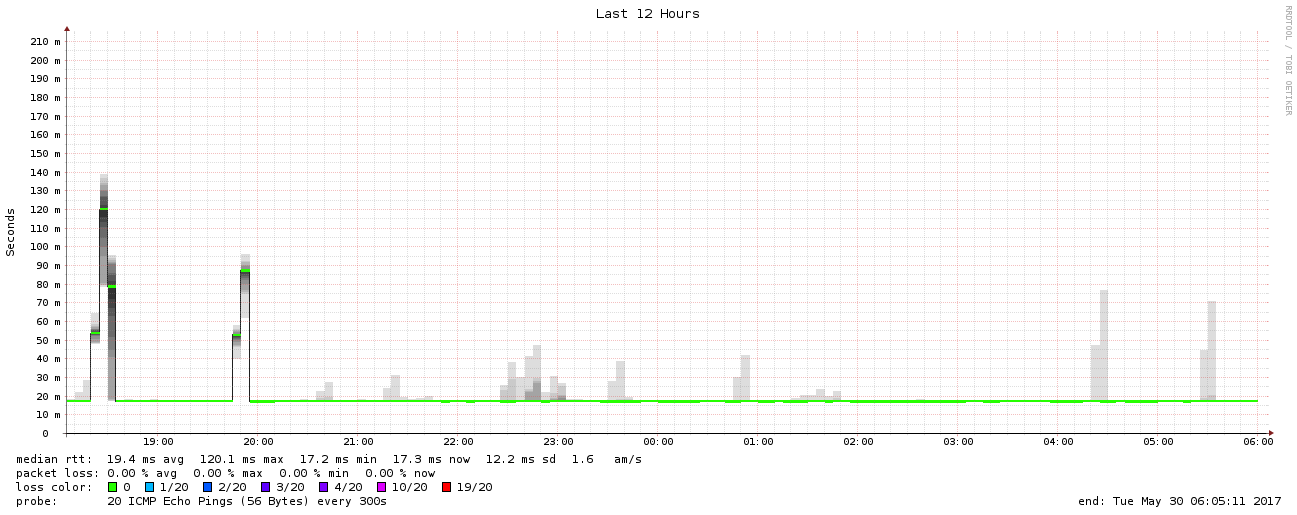 Last 12 Hours
RRDTOOL / TOBI OETIKER
Seconds
210 m
200 m
190 m
180 m
170 m
160 m
150 m
140 m
130 m
120 m
110 m
100 m
90 m
80 m
70 m
60 m
50 m
40 m
30 m
20 m
10 m
0
19:00 20:00 21:00 22:00 23:00 00:00 01:00 02:00 03:00 04:00 05:00 06:00
median rtt: 19.4 ms avg 120.1 ms max 17.2 ms min 17.3 ms now 12.2 ms sd 1.6 am/s
packet loss: 0.00 % avg 0.00 % max 0.00 % min 0.00 % now
loss color: 0 1/20 2/20 3/20 4/20 10/20 19/20
probe: 20 ICMP Echo Pings (56 Bytes) every 300s end: Tue May 30 06:05:11 2017